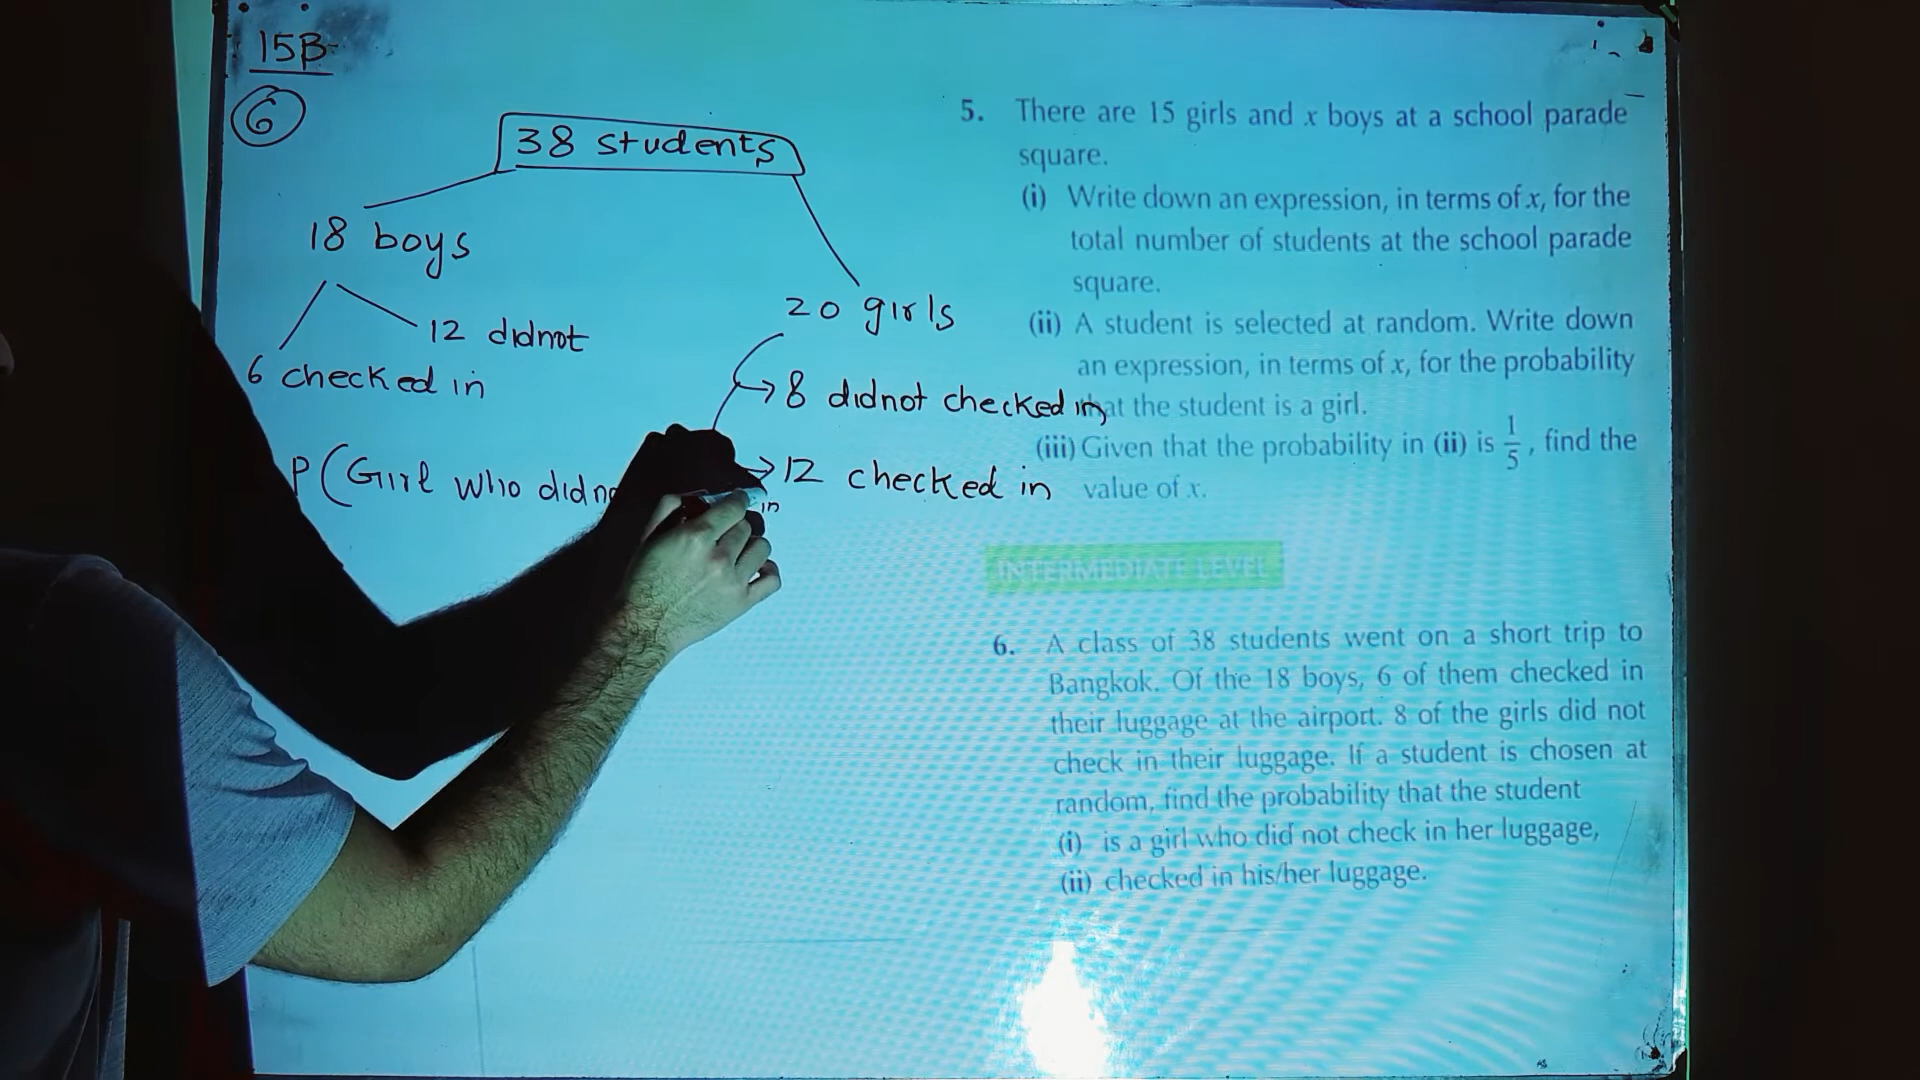 15B
6
38 students
18 boys
20 girls
12 didnot
6 checked in
8 didnot checked in
12 checked in
P(Girl who didno
in
5. There are 15 girls and x boys at a school parade
square.
(i) Write down an expression, in terms of x, for the
total number of students at the school parade
square.
(ii) A student is selected at random. Write down
an expression, in terms of x, for the probability
that the student is a girl.
(iii) Given that the probability in (ii) is 1/5, find the
value of x.
INTERMEDIATE LEVEL
6. A class of 38 students went on a short trip to
Bangkok. Of the 18 boys, 6 of them checked in
their luggage at the airport. 8 of the girls did not
check in their luggage. If a student is chosen at
random, find the probability that the student
(i) is a girl who did not check in her luggage,
(ii) checked in his/her luggage.